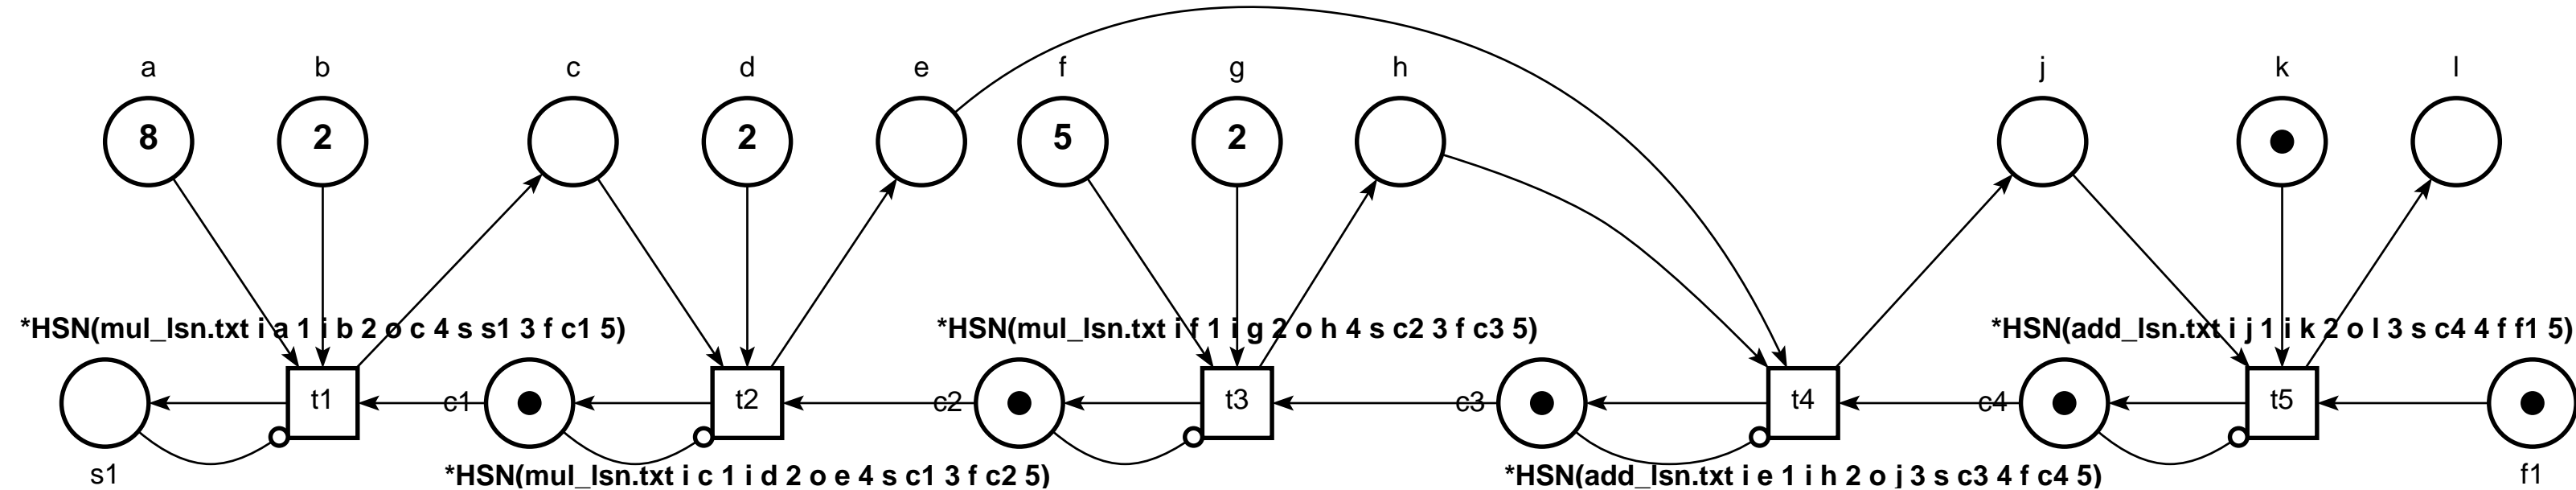 a b c d e f g h j k l
8 2 2 5 2
*HSN(mul_lsn.txt i a 1 i b 2 o c 4 s s1 3 f c1 5) *HSN(mul_lsn.txt i f 1 i g 2 o h 4 s c2 3 f c3 5) *HSN(add_lsn.txt i j 1 i k 2 o l 3 s c4 4 f f1 5)
t1 c1 t2 c2 t3 c3 t4 c4 t5
s1 *HSN(mul_lsn.txt i c 1 i d 2 o e 4 s c1 3 f c2 5) *HSN(add_lsn.txt i e 1 i h 2 o j 3 s c3 4 f c4 5) f1